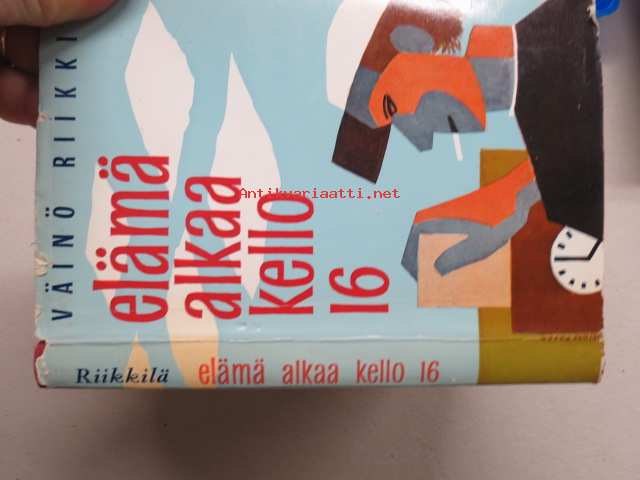 VÄINÖ RIIKKI
elämä
alkaa
kello
16
Antikvariaatti.net
Riikkilä elämä alkaa kello 16